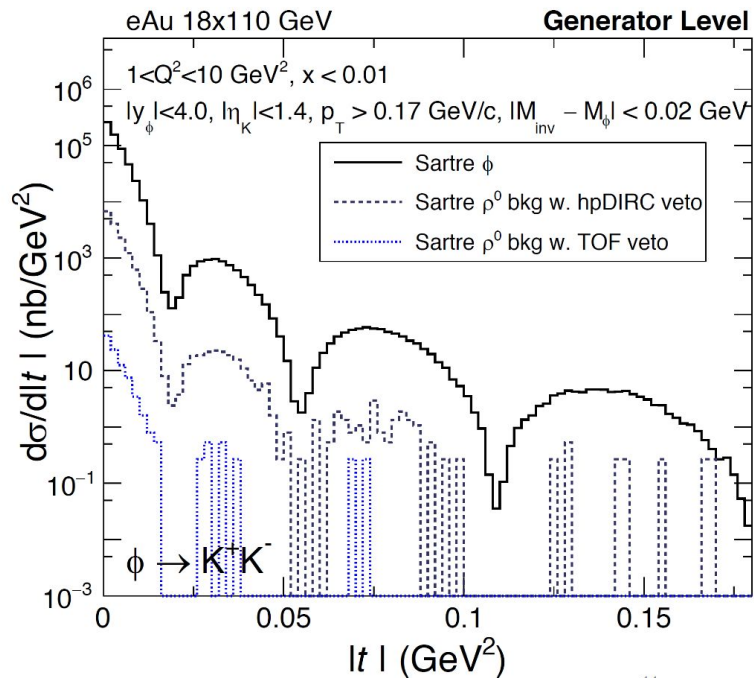 eAu 18x110 GeV Generator Level
1<Q²<10 GeV², x < 0.01
|y_ϕ|<4.0, |η_K|<1.4, p_T > 0.17 GeV/c, |M_inv − M_ϕ| < 0.02 GeV
Sartre ϕ
Sartre ρ⁰ bkg w. hpDIRC veto
Sartre ρ⁰ bkg w. TOF veto
dσ/d|t| (nb/GeV²)
10⁶
10⁵
10³
10
10⁻¹
10⁻³
ϕ → K⁺K⁻
0 0.05 0.1 0.15
|t| (GeV²)